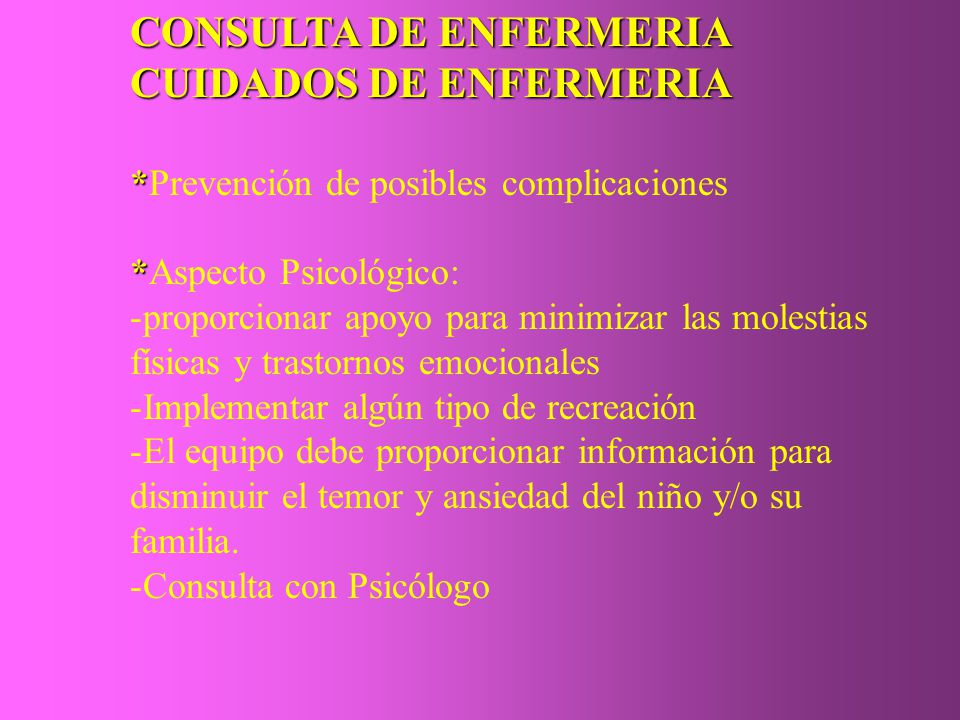 CONSULTA DE ENFERMERIA
CUIDADOS DE ENFERMERIA
*Prevención de posibles complicaciones
*Aspecto Psicológico:
-proporcionar apoyo para minimizar las molestias
físicas y trastornos emocionales
-Implementar algún tipo de recreación
-El equipo debe proporcionar información para
disminuir el temor y ansiedad del niño y/o su
familia.
-Consulta con Psicólogo